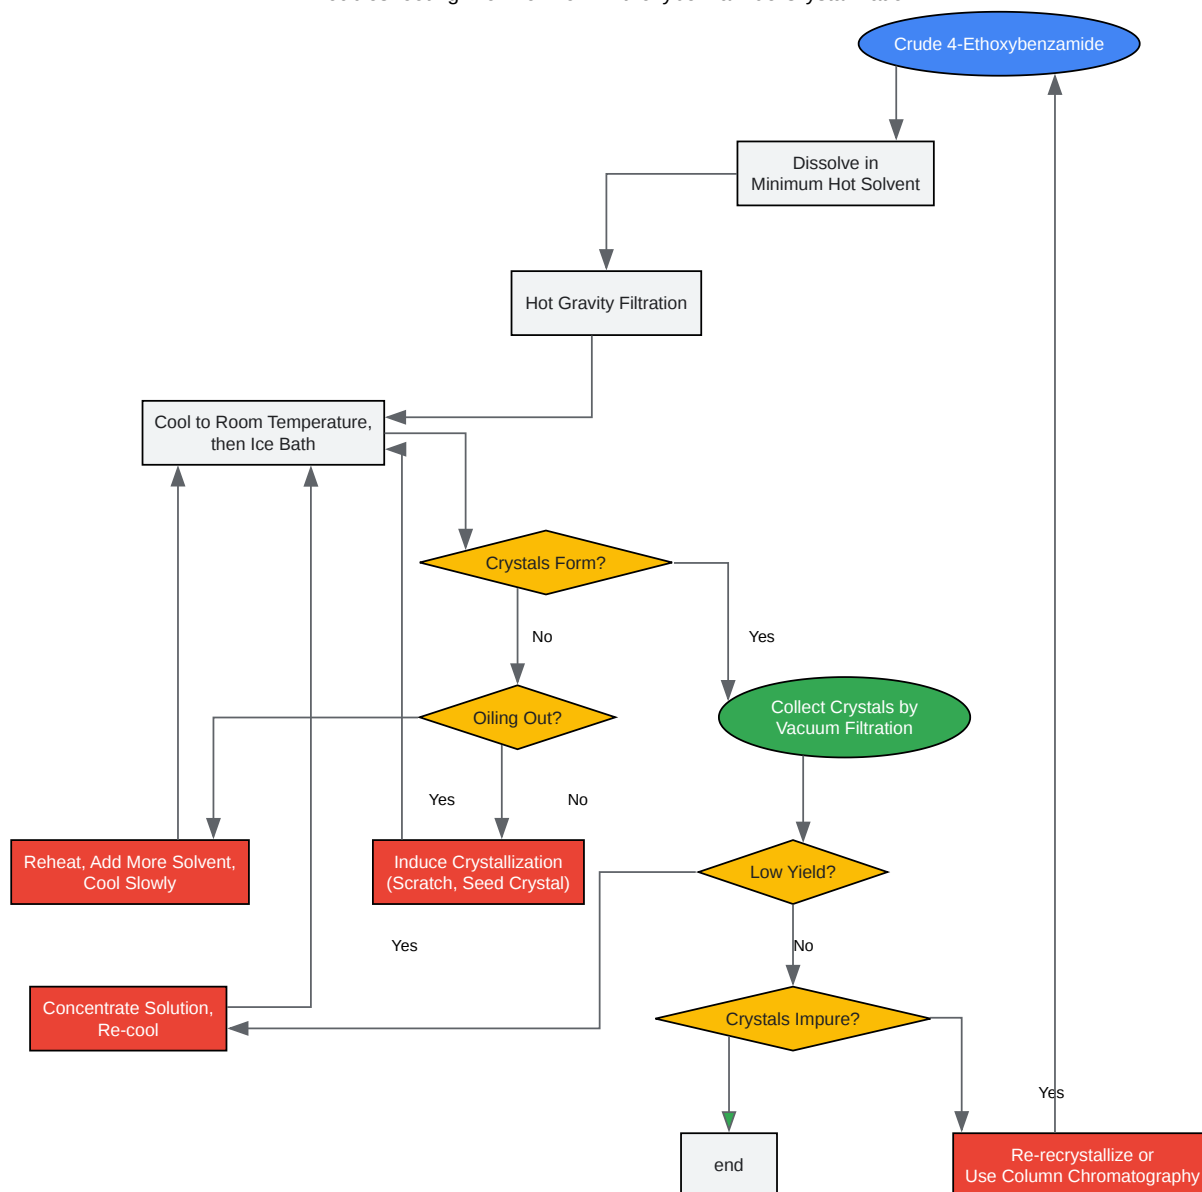 Crude 4-Ethoxybenzamide
Dissolve in
Minimum Hot Solvent
Hot Gravity Filtration
Cool to Room Temperature,
then Ice Bath
Crystals Form?
No
Yes
Oiling Out?
Collect Crystals by
Vacuum Filtration
Yes
No
Reheat, Add More Solvent,
Cool Slowly
Induce Crystallization
(Scratch, Seed Crystal)
Low Yield?
Yes
No
Concentrate Solution,
Re-cool
Crystals Impure?
Yes
end
Re-recrystallize or
Use Column Chromatography